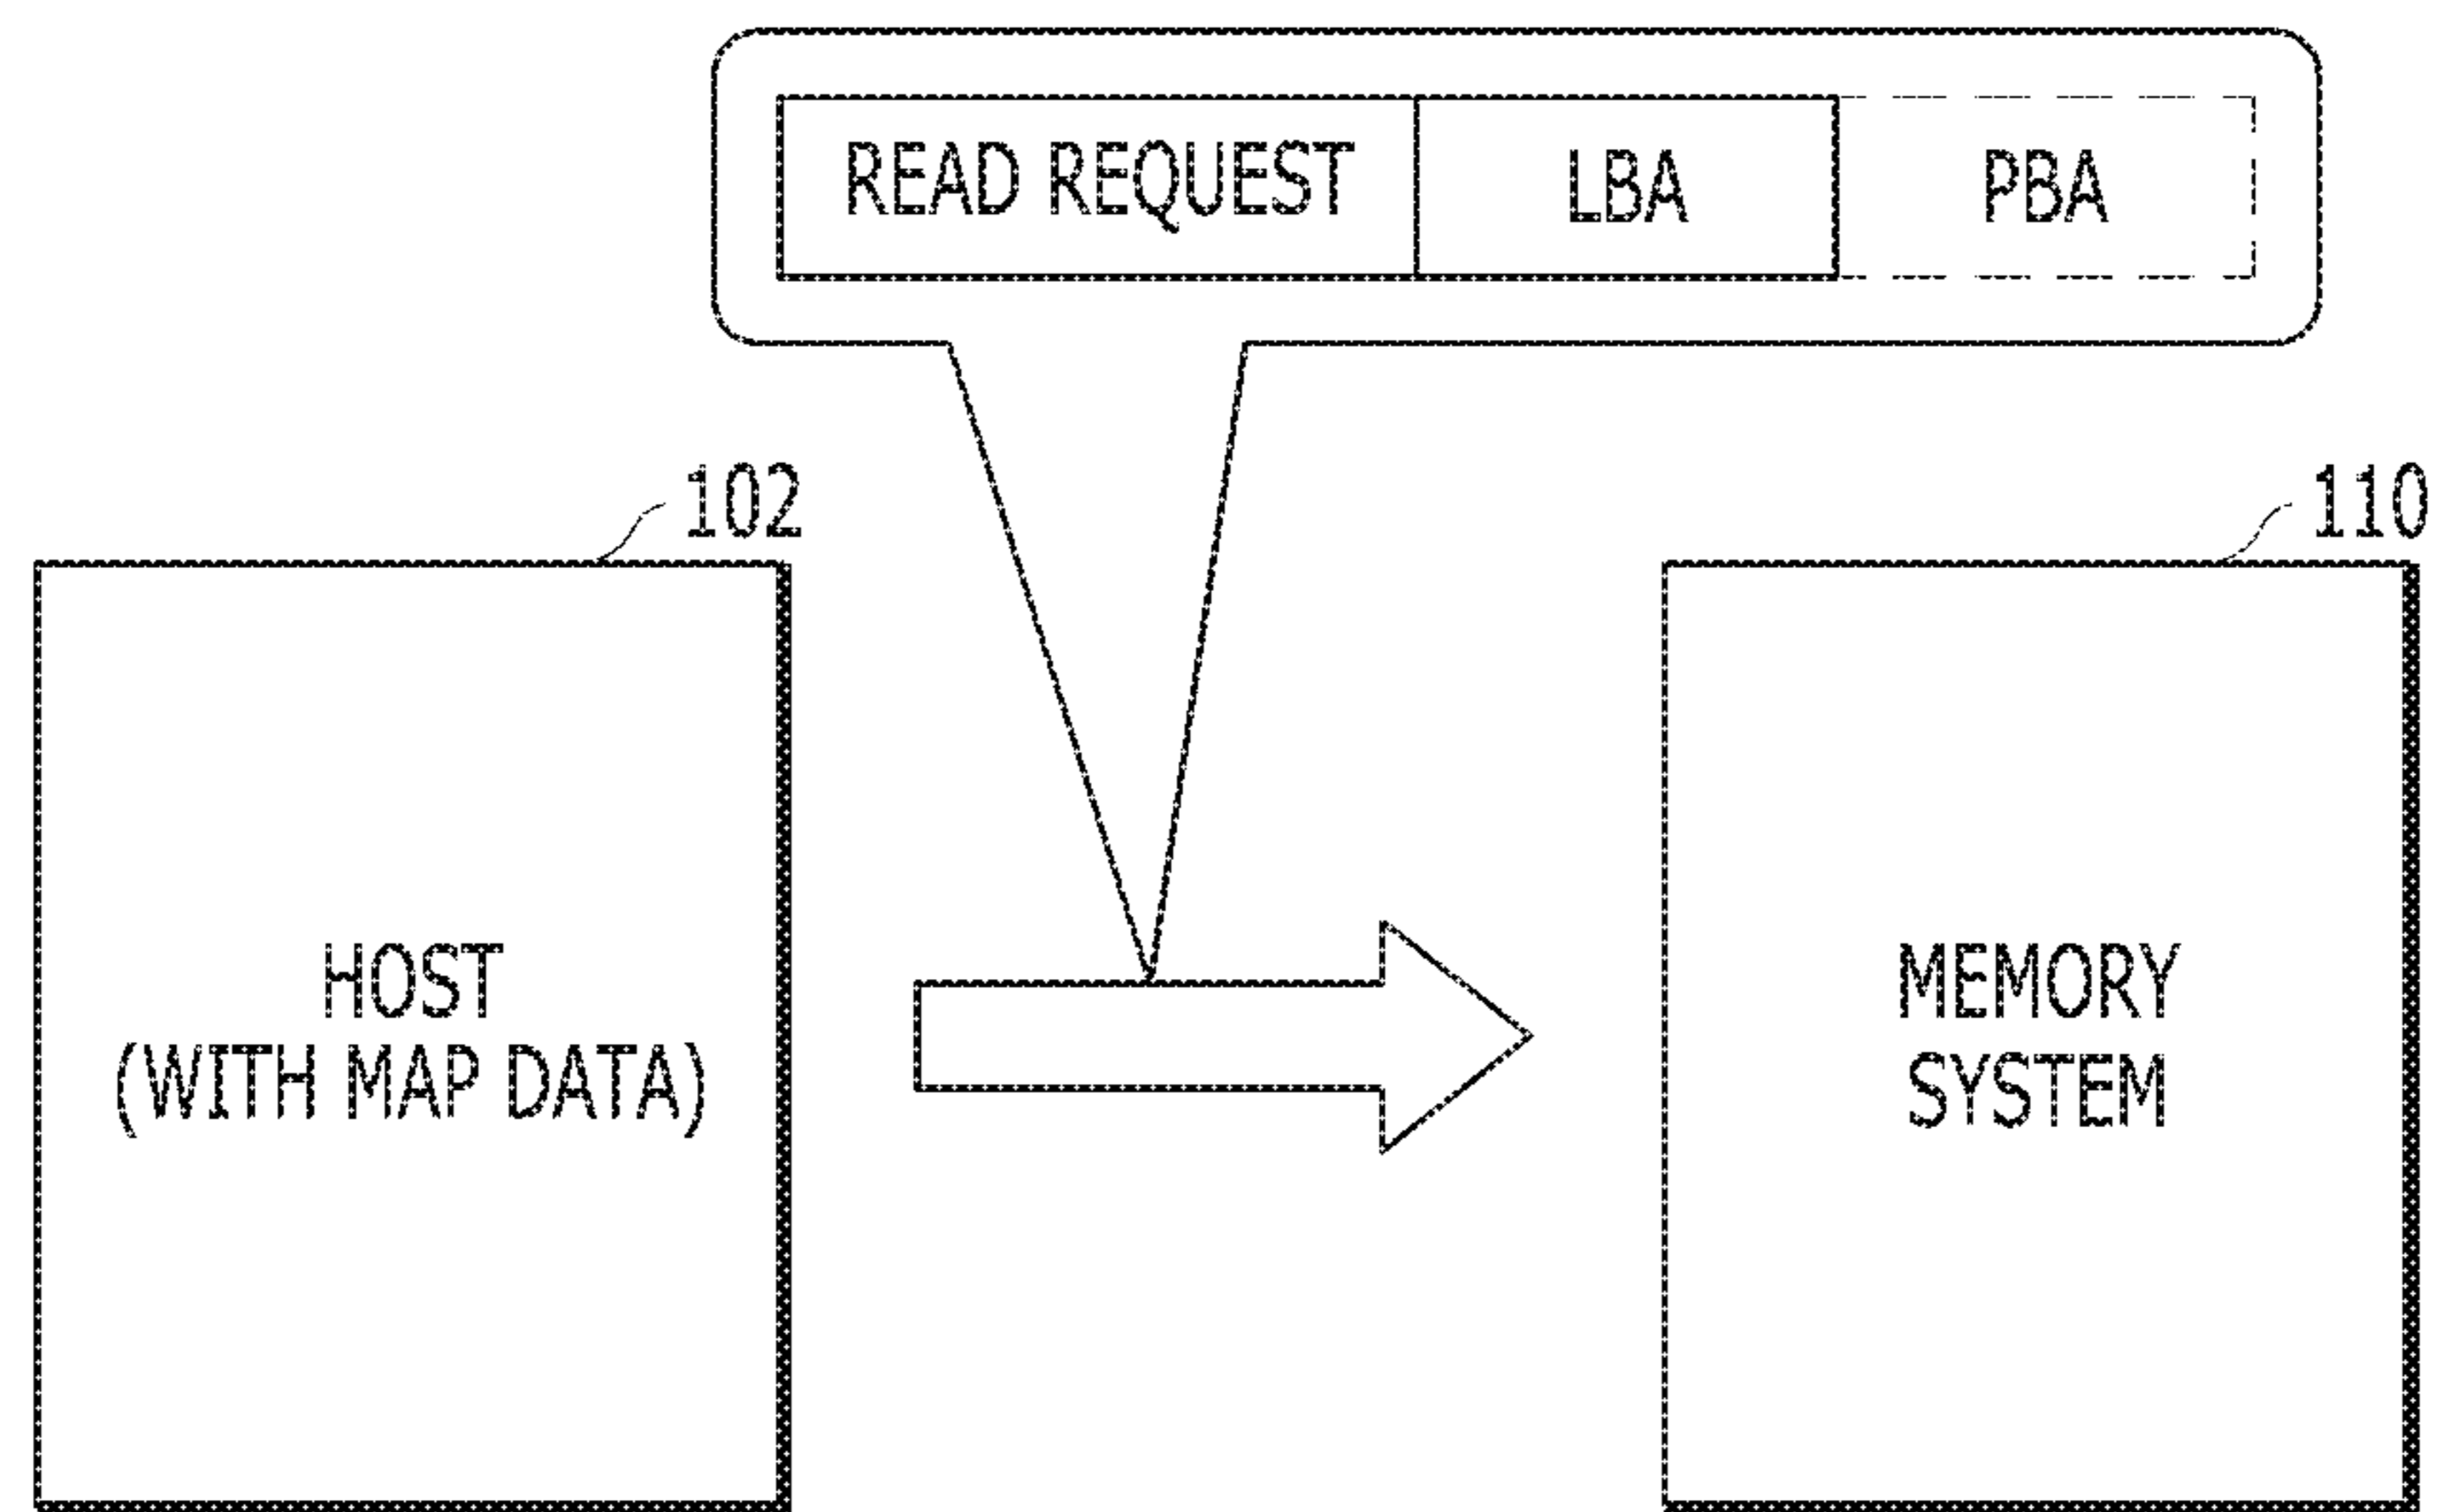 READ REQUEST LBA PBA
102
110
HOST
(WITH MAP DATA)
MEMORY
SYSTEM